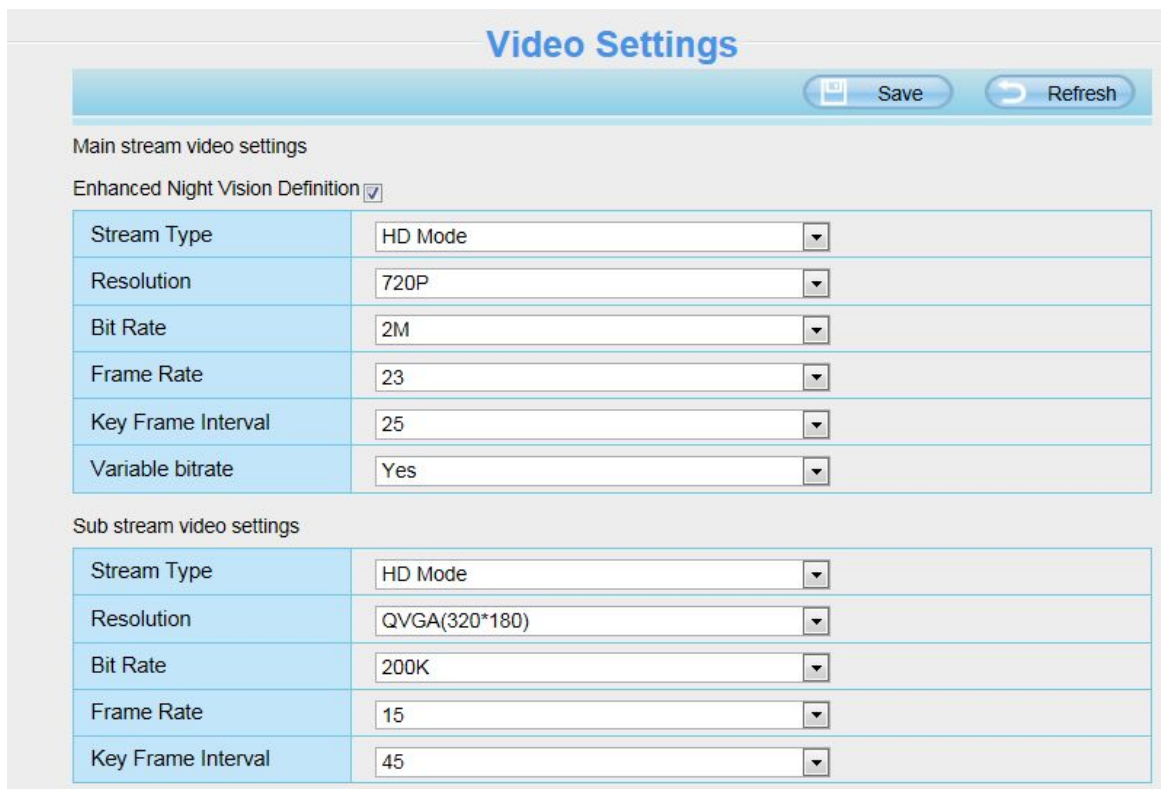 Video Settings
Save Refresh
Main stream video settings
Enhanced Night Vision Definition
Stream Type HD Mode
Resolution 720P
Bit Rate 2M
Frame Rate 23
Key Frame Interval 25
Variable bitrate Yes
Sub stream video settings
Stream Type HD Mode
Resolution QVGA(320*180)
Bit Rate 200K
Frame Rate 15
Key Frame Interval 45